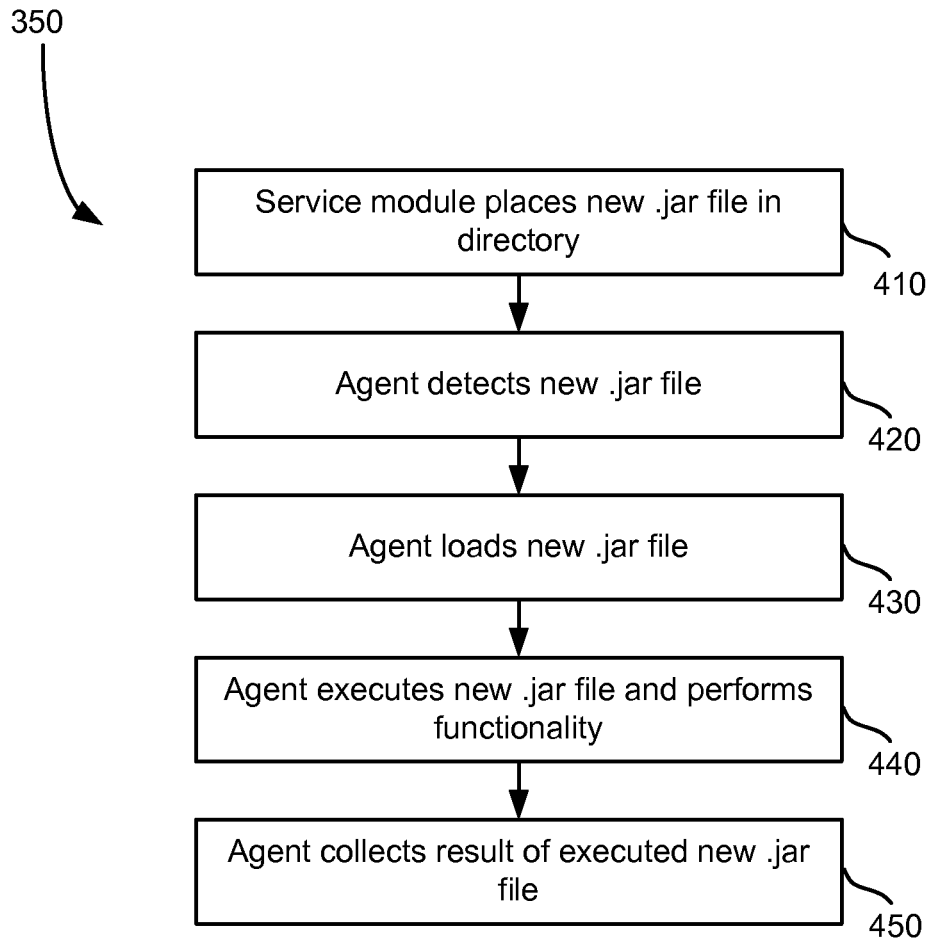 350
Service module places new .jar file in
directory
410
Agent detects new .jar file
420
Agent loads new .jar file
430
Agent executes new .jar file and performs
functionality
440
Agent collects result of executed new .jar
file
450